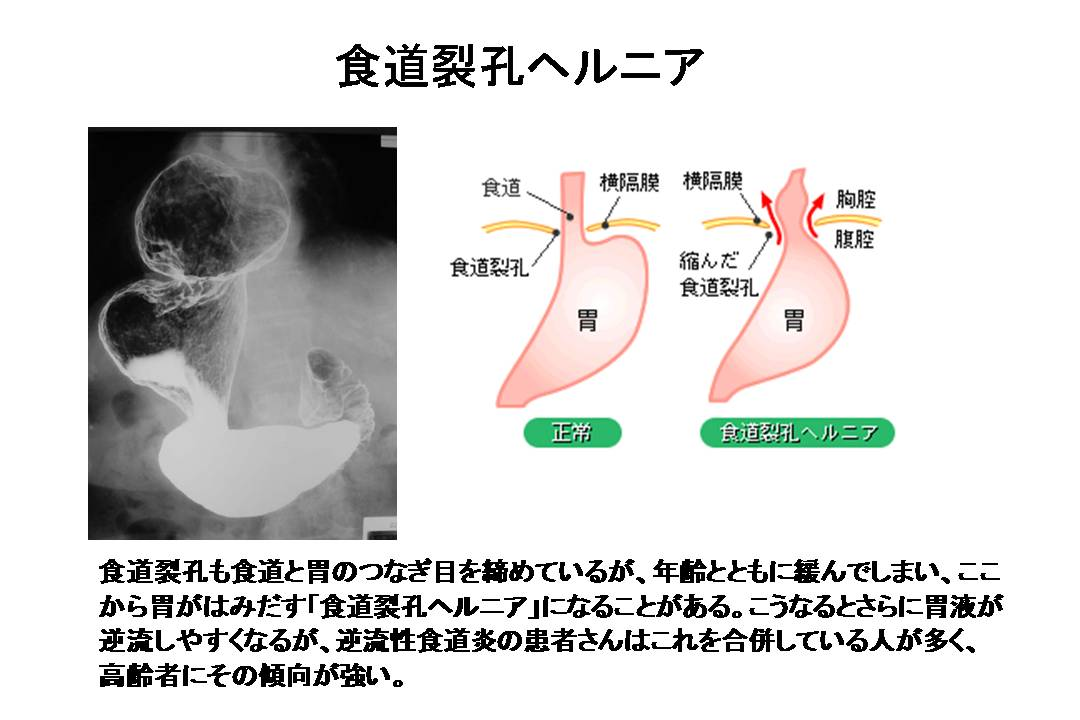 食道裂孔ヘルニア
食道
横隔膜
食道裂孔
胃
正常
横隔膜
胸腔
腹腔
縮んだ
食道裂孔
胃
食道裂孔ヘルニア
食道裂孔も食道と胃のつなぎ目を締めているが、年齢とともに緩んでしまい、ここ
から胃がはみだす「食道裂孔ヘルニア」になることがある。こうなるとさらに胃液が
逆流しやすくなるが、逆流性食道炎の患者さんはこれを合併している人が多く、
高齢者にその傾向が強い。